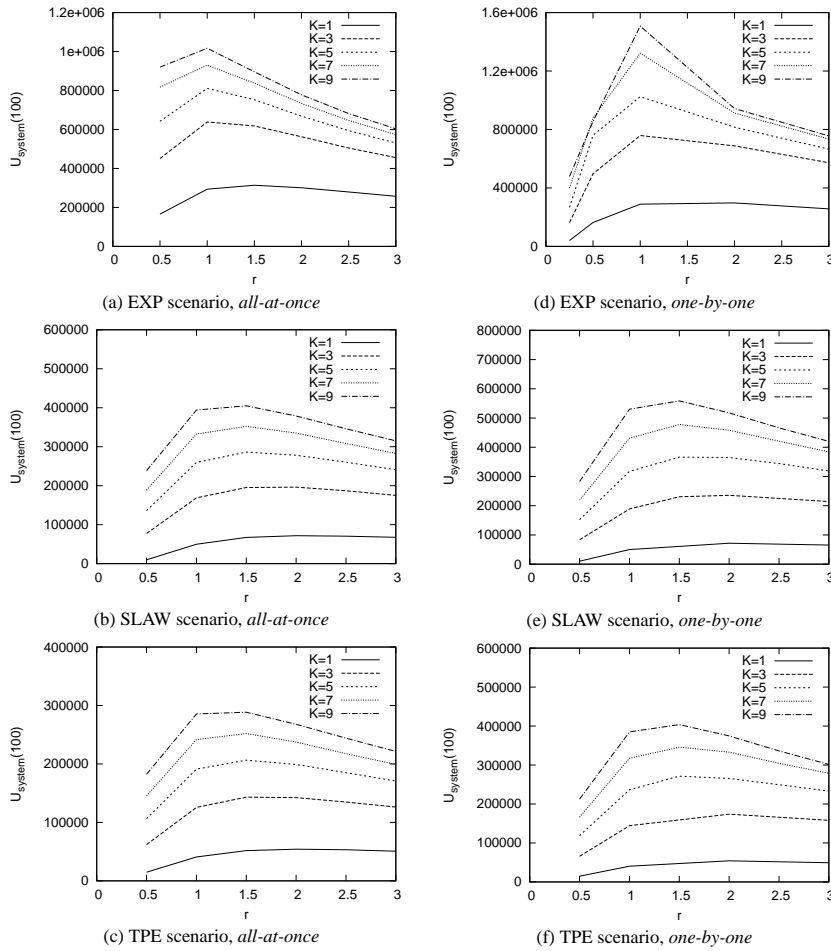 1.2e+006
1e+006
800000
600000
400000
200000
0
0 0.5 1 1.5 2 2.5 3
U_system(100)
r
K=1
K=3
K=5
K=7
K=9
(a) EXP scenario, all-at-once
1.6e+006
1.2e+006
800000
400000
0
0 0.5 1 1.5 2 2.5 3
U_system(100)
r
K=1
K=3
K=5
K=7
K=9
(d) EXP scenario, one-by-one
600000
500000
400000
300000
200000
100000
0
0 0.5 1 1.5 2 2.5 3
U_system(100)
r
K=1
K=3
K=5
K=7
K=9
(b) SLAW scenario, all-at-once
800000
700000
600000
500000
400000
300000
200000
100000
0
0 0.5 1 1.5 2 2.5 3
U_system(100)
r
K=1
K=3
K=5
K=7
K=9
(e) SLAW scenario, one-by-one
400000
300000
200000
100000
0
0 0.5 1 1.5 2 2.5 3
U_system(100)
r
K=1
K=3
K=5
K=7
K=9
(c) TPE scenario, all-at-once
600000
500000
400000
300000
200000
100000
0
0 0.5 1 1.5 2 2.5 3
U_system(100)
r
K=1
K=3
K=5
K=7
K=9
(f) TPE scenario, one-by-one